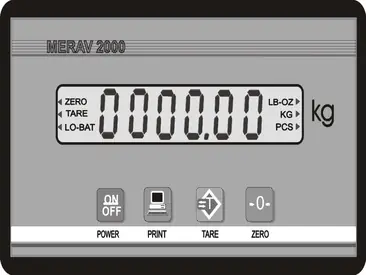 MERAV 2000
ZERO
TARE
LO-BAT
0000.00
LB-OZ
KG
PCS
kg
ON
OFF
T
-0-
POWER PRINT TARE ZERO